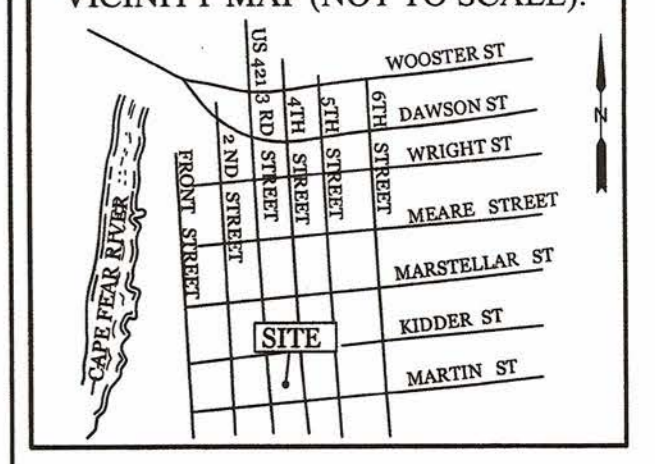 VICINITY MAP (NOT TO SCALE):
WOOSTER ST
DAWSON ST
WRIGHT ST
MEARE STREET
MARSTELLAR ST
KIDDER ST
MARTIN ST
FRONT STREET
2 ND STREET
US 421 3 RD STREET
4TH STREET
5TH STREET
6TH STREET
CAPE FEAR RIVER
SITE
N